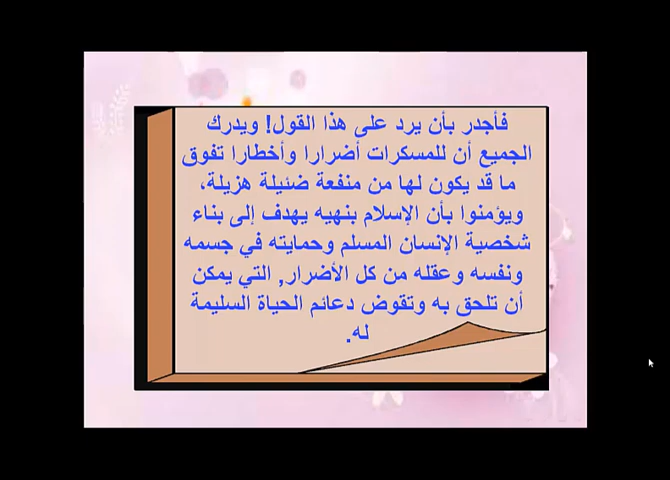 فأجدر بأن يرد على هذا القول! ويدرك
الجميع أن للمسكرات أضرارا وأخطارا تفوق
ما قد يكون لها من منفعة ضئيلة هزيلة،
ويؤمنوا بأن الإسلام بنهيه يهدف إلى بناء
شخصية الإنسان المسلم وحمايته في جسمه
ونفسه وعقله من كل الأضرار, التي يمكن
أن تلحق به وتقوض دعائم الحياة السليمة
له.